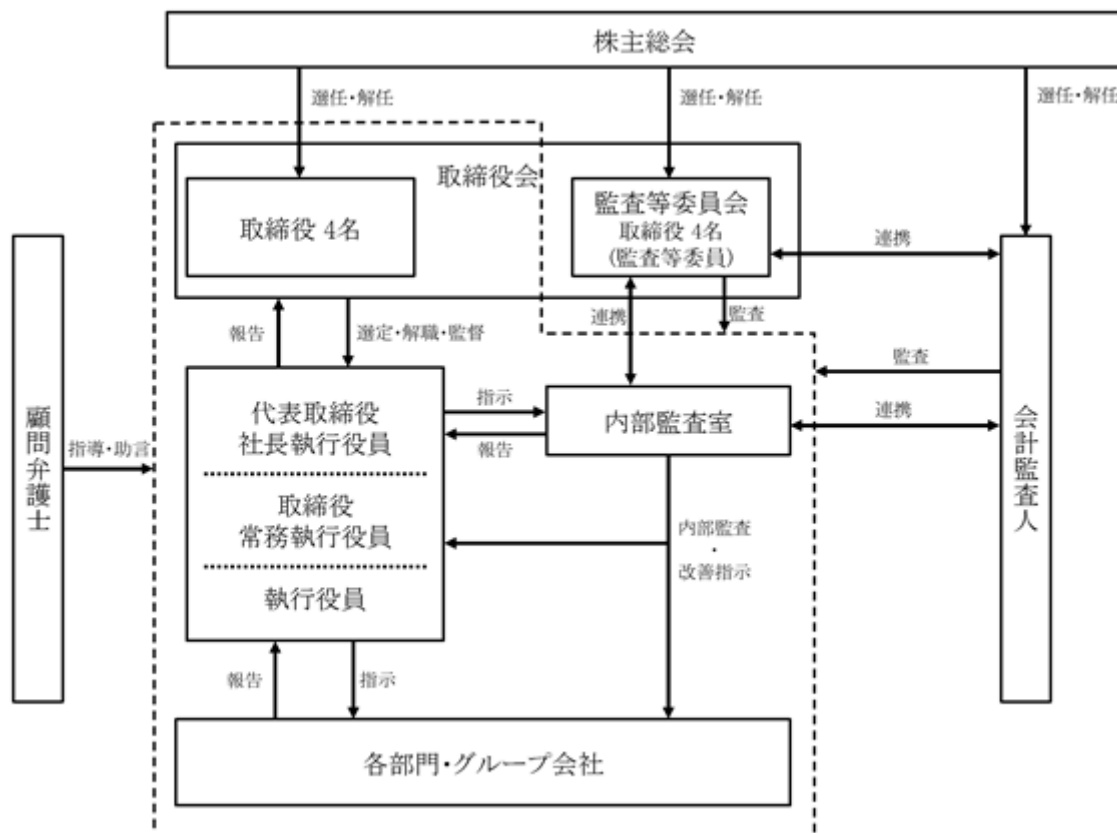 株主総会
選任・解任
選任・解任
選任・解任
取締役会
取締役 4名
監査等委員会
取締役 4名
(監査等委員)
連携
報告
選定・解職・監督
連携
監査
監査
顧問弁護士
指導・助言
代表取締役
社長執行役員
取締役
常務執行役員
執行役員
指示
報告
内部監査室
連携
会計監査人
内部監査
・
改善指示
報告
指示
各部門・グループ会社